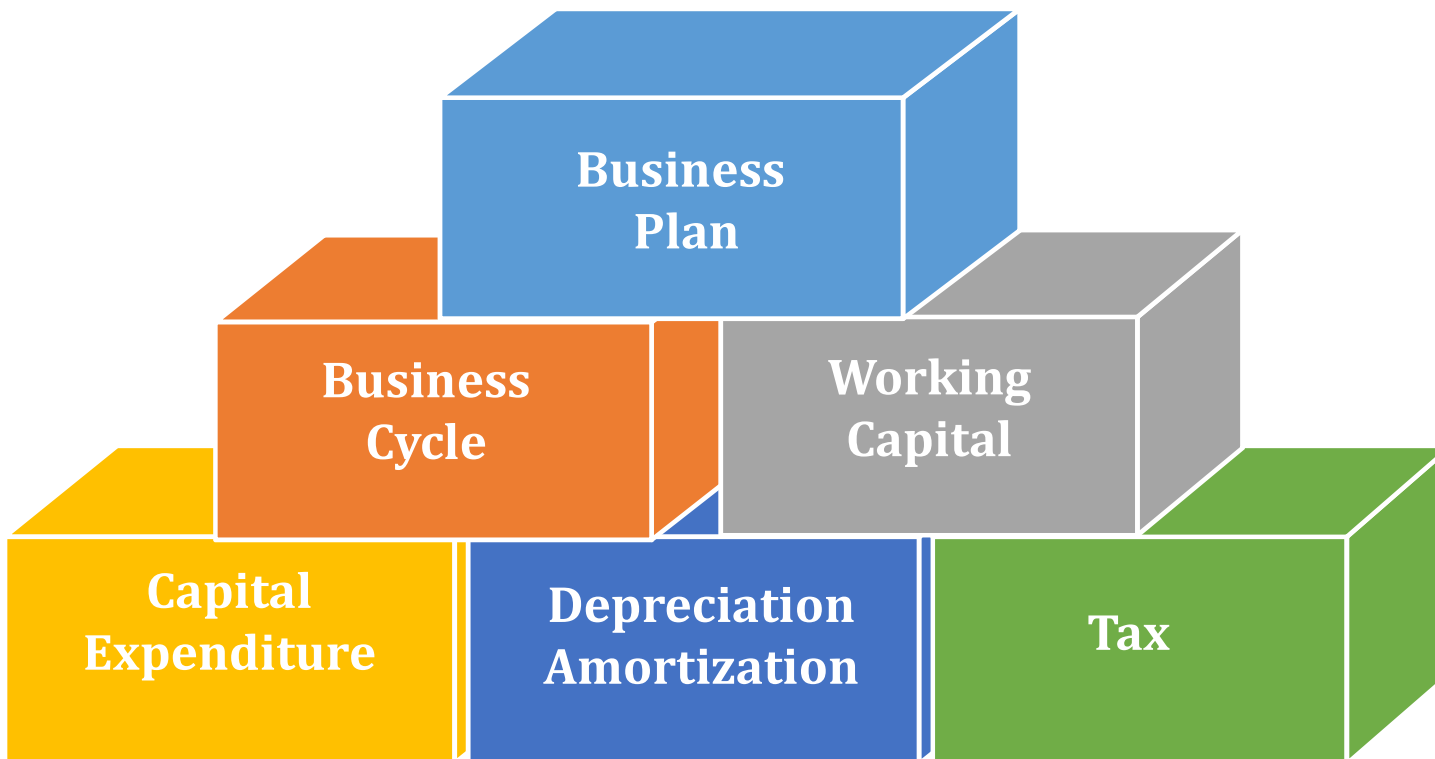 Business
Plan
Business
Cycle
Working
Capital
Capital
Expenditure
Depreciation
Amortization
Tax